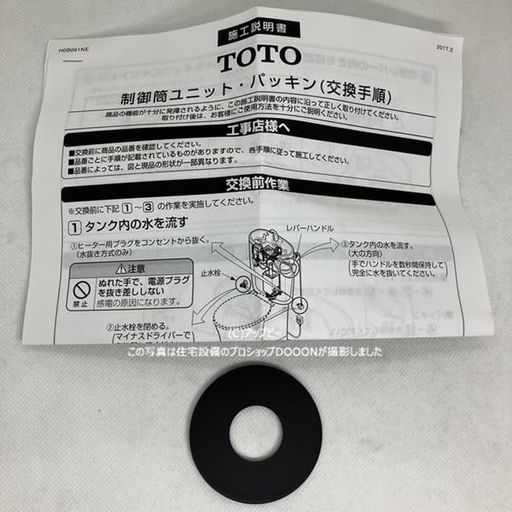 H0B061NE
施工説明書
2017.2
TOTO
制御筒ユニット・パッキン(交換手順)
商品の機能が十分に発揮されるように、この施工説明書の内容に沿って正しく取り付けてください。
取り付け後は、お客様にご使用方法を十分にご説明ください。
工事店様へ
■交換前に商品の品番を確認してください。
■品番ごとに手順が記載されているものがありますので、各手順に従って施工してください。
■品番によっては、図と現品の形状が一部異なります。
交換前作業
※交換前に下記 1 ～ 3 の作業を実施してください。
1 タンク内の水を流す
①ヒーター用プラグをコンセントから抜く。
(水抜き方式のみ)
注意
禁止
ぬれた手で、電源プラグ
を抜き差ししない
感電の原因になります。
②止水栓を閉める。
マイナスドライバーで
止水栓
レバーハンドル
③タンク内の水を流す。
(大の方向)
(手でハンドルを数秒間保持して
完全に水を抜いてください。)
(C)アップビー
この写真は住宅設備のプロショップDOOONが撮影しました